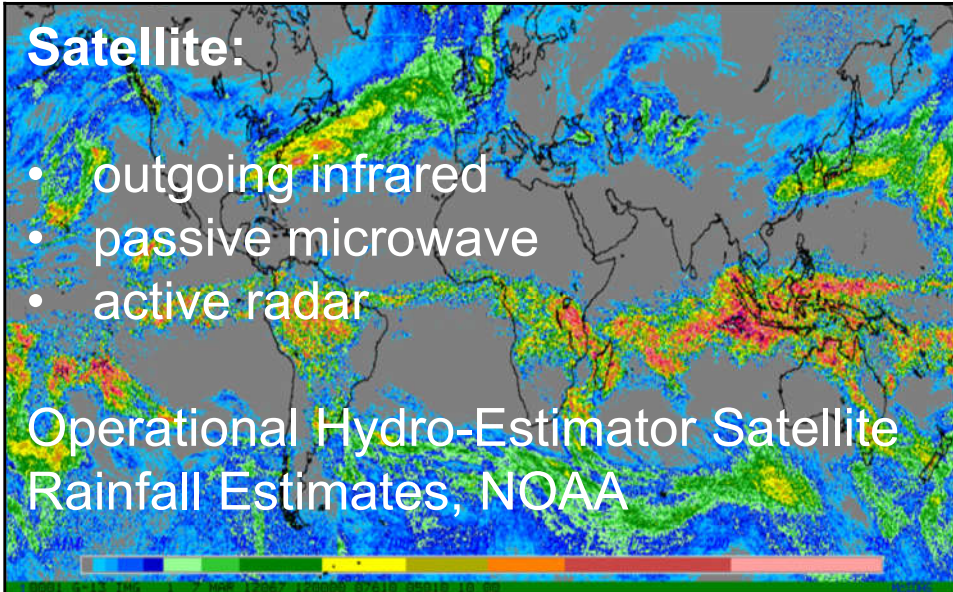 Satellite:
• outgoing infrared
• passive microwave
• active radar
Operational Hydro-Estimator Satellite
Rainfall Estimates, NOAA